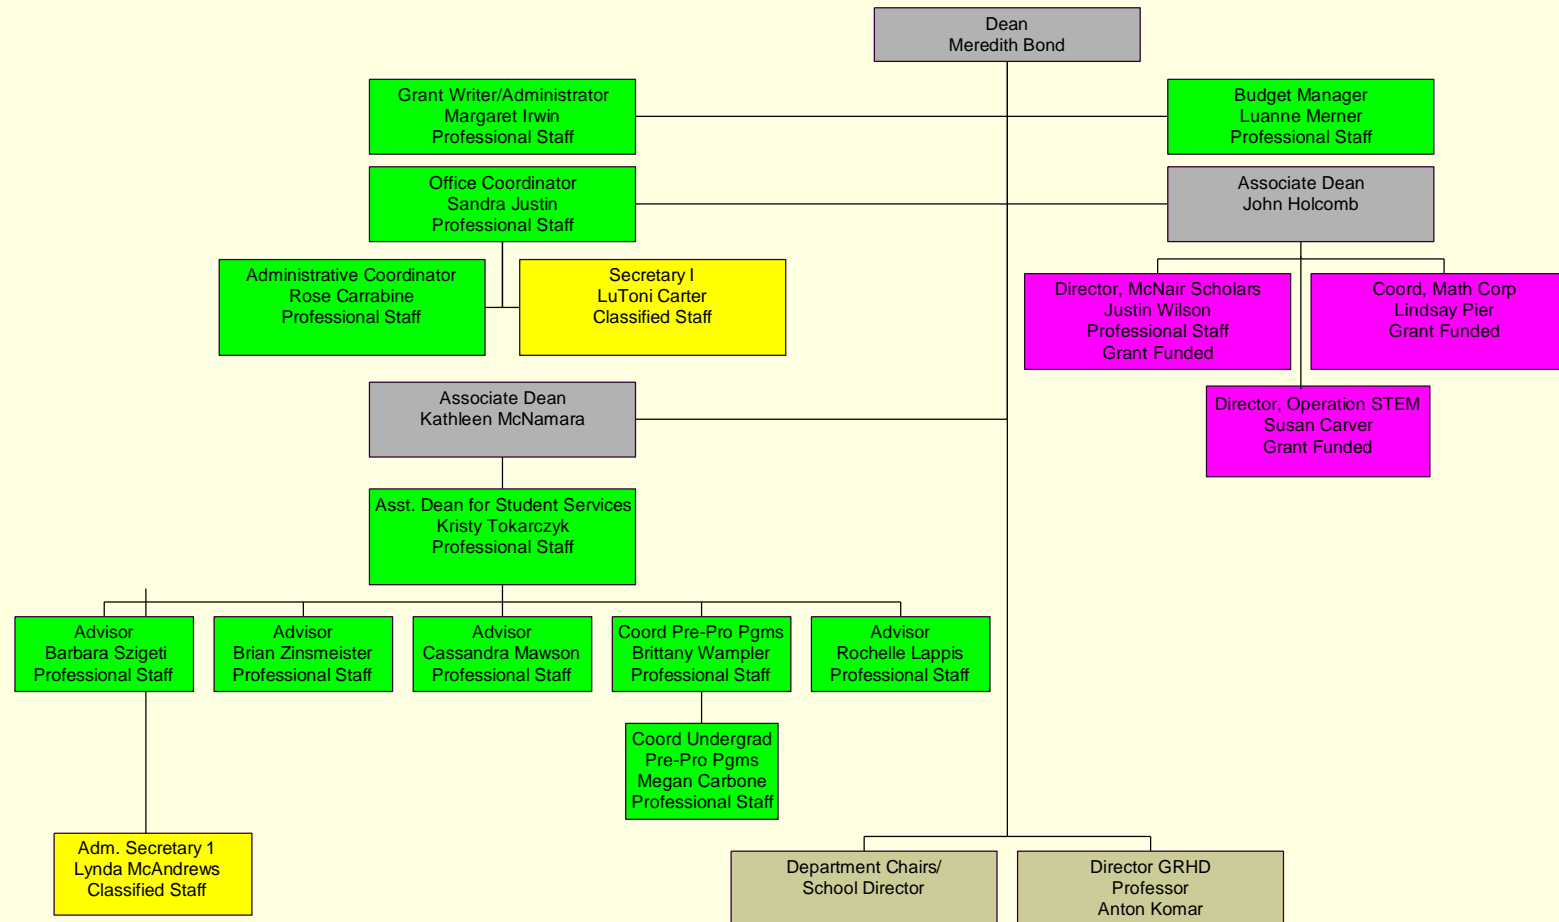 Dean
Meredith Bond
Grant Writer/Administrator
Margaret Irwin
Professional Staff
Budget Manager
Luanne Merner
Professional Staff
Office Coordinator
Sandra Justin
Professional Staff
Associate Dean
John Holcomb
Administrative Coordinator
Rose Carrabine
Professional Staff
Secretary I
LuToni Carter
Classified Staff
Director, McNair Scholars
Justin Wilson
Professional Staff
Grant Funded
Coord, Math Corp
Lindsay Pier
Grant Funded
Associate Dean
Kathleen McNamara
Director, Operation STEM
Susan Carver
Grant Funded
Asst. Dean for Student Services
Kristy Tokarczyk
Professional Staff
Advisor
Barbara Szigeti
Professional Staff
Advisor
Brian Zinsmeister
Professional Staff
Advisor
Cassandra Mawson
Professional Staff
Coord Pre-Pro Pgms
Brittany Wampler
Professional Staff
Advisor
Rochelle Lappis
Professional Staff
Coord Undergrad
Pre-Pro Pgms
Megan Carbone
Professional Staff
Adm. Secretary 1
Lynda McAndrews
Classified Staff
Department Chairs/
School Director
Director GRHD
Professor
Anton Komar